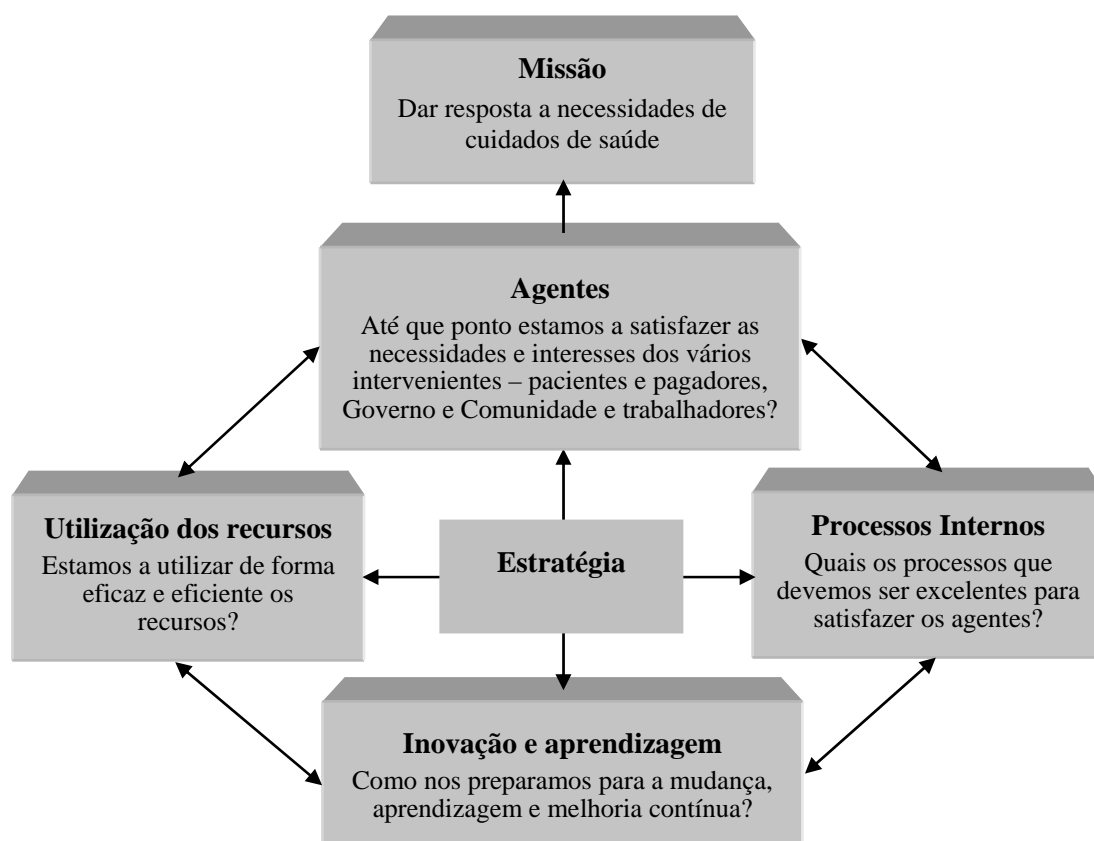 Missão
Dar resposta a necessidades de
cuidados de saúde
Agentes
Até que ponto estamos a satisfazer as
necessidades e interesses dos vários
intervenientes – pacientes e pagadores,
Governo e Comunidade e trabalhadores?
Utilização dos recursos
Estamos a utilizar de forma
eficaz e eficiente os
recursos?
Estratégia
Processos Internos
Quais os processos que
devemos ser excelentes para
satisfazer os agentes?
Inovação e aprendizagem
Como nos preparamos para a mudança,
aprendizagem e melhoria contínua?